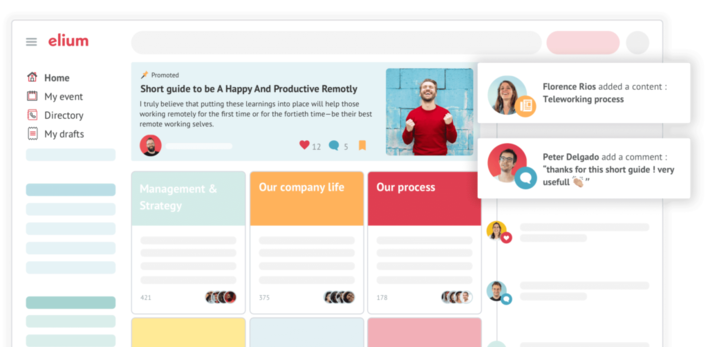 elium
Home
My event
Directory
My drafts
Promoted
Short guide to be A Happy And Productive Remotly
I truly believe that putting these learnings into place will help those
working remotely for the first time or for the fortieth time—be their best
remote working selves.
12
5
Florence Rios added a content :
Teleworking process
Peter Delgado add a comment :
“thanks for this short guide ! very
usefull 👏🏼 ”
Management &
Strategy
Our company life
Our process
421
375
178